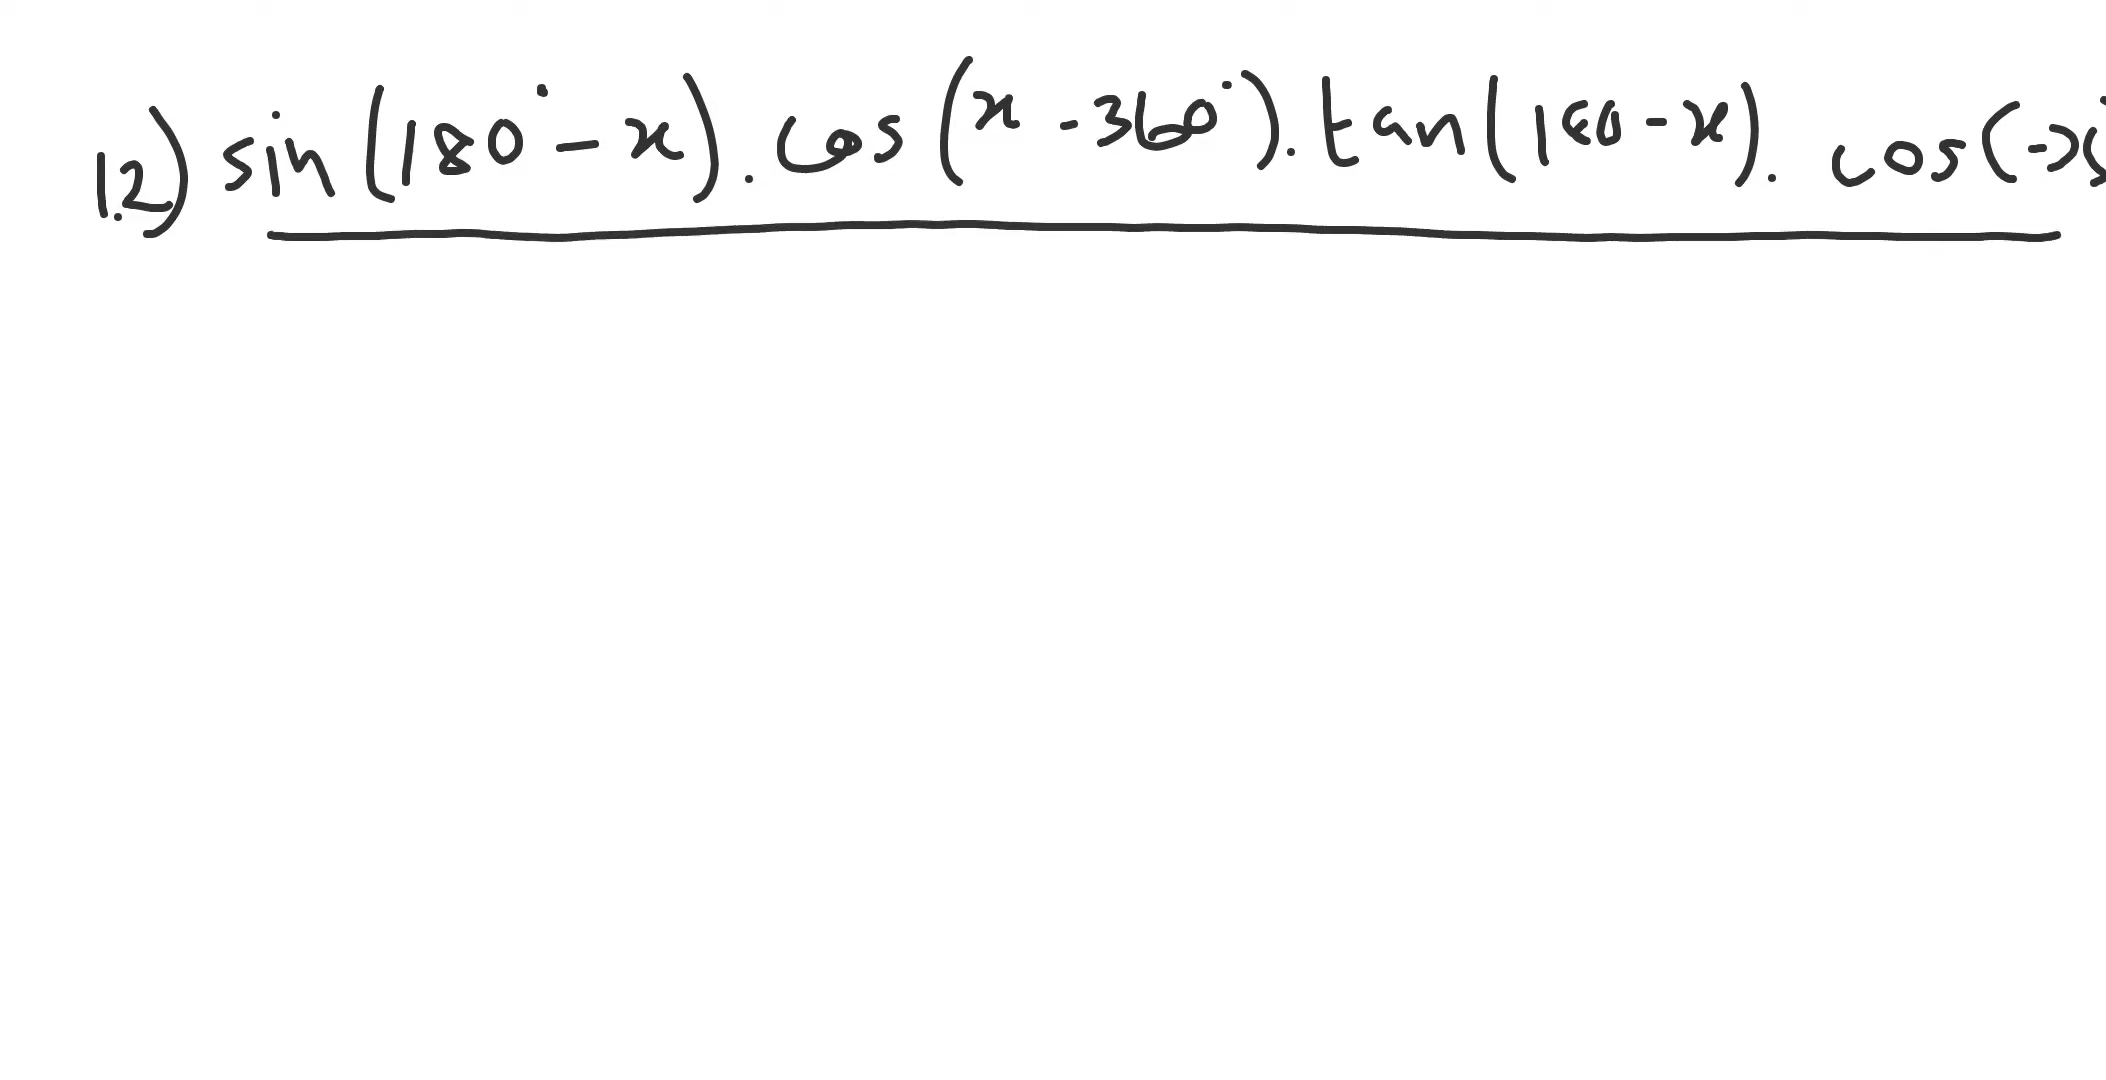 1.2) sin(180° - x). cos(x - 360°). tan(180 - x). cos(-x)